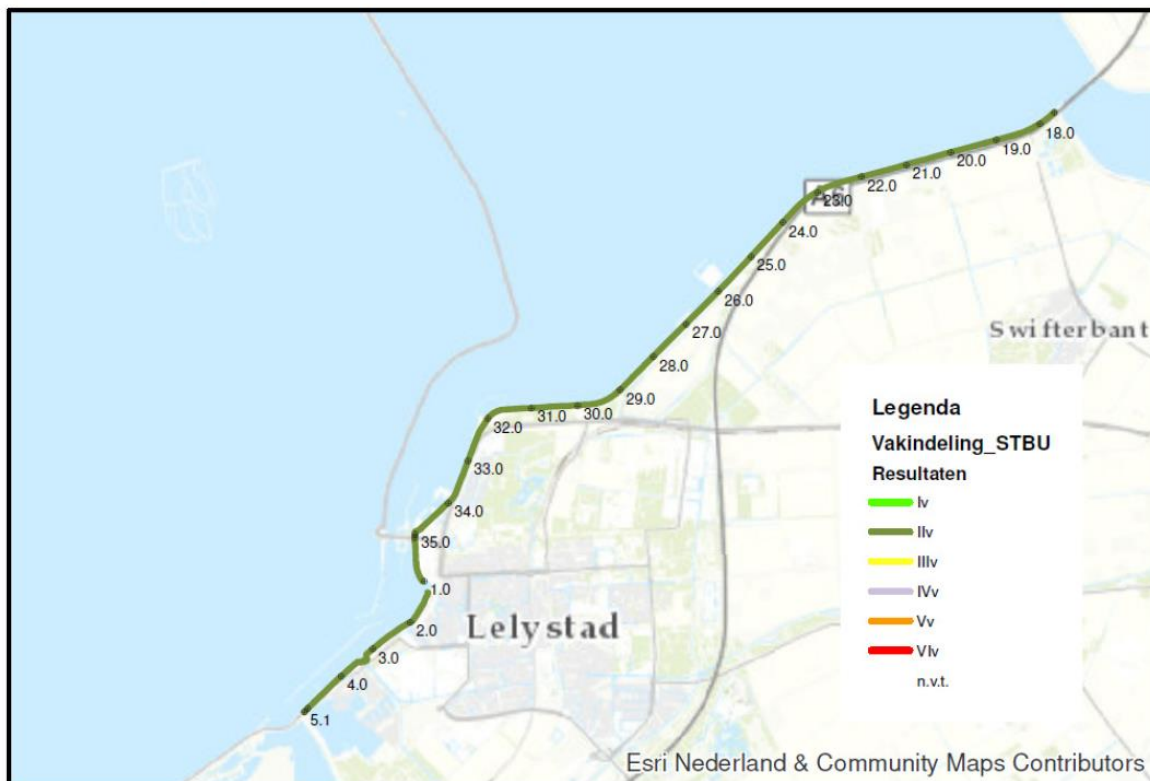 18.0
19.0
20.0
21.0
22.0
23.0
24.0
25.0
26.0
27.0
28.0
29.0
30.0
31.0
32.0
33.0
34.0
35.0
1.0
2.0
3.0
4.0
5.1
Swifterbant
Lelystad
Legenda
Vakindeling_STBU
Resultaten
Iv
IIv
IIIv
IVv
Vv
VIv
n.v.t.
Esri Nederland & Community Maps Contributors